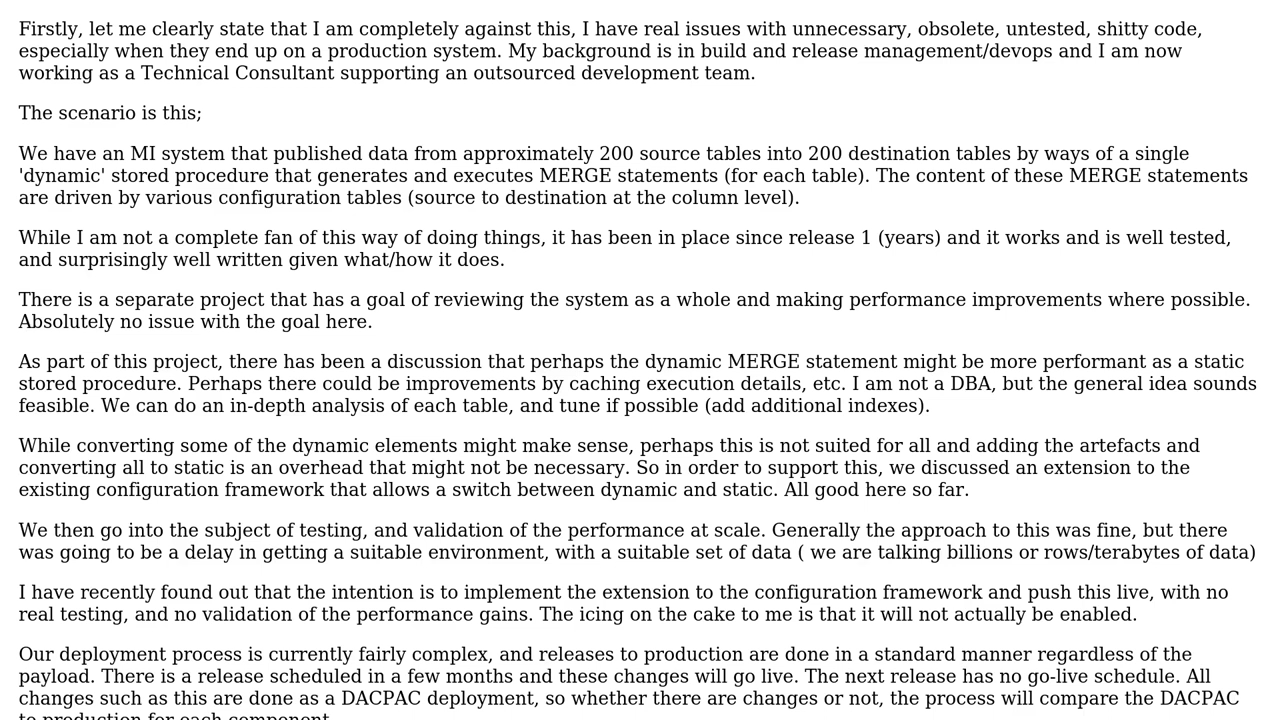 Firstly, let me clearly state that I am completely against this, I have real issues with unnecessary, obsolete, untested, shitty code,
especially when they end up on a production system. My background is in build and release management/devops and I am now
working as a Technical Consultant supporting an outsourced development team.
The scenario is this;
We have an MI system that published data from approximately 200 source tables into 200 destination tables by ways of a single
'dynamic' stored procedure that generates and executes MERGE statements (for each table). The content of these MERGE statements
are driven by various configuration tables (source to destination at the column level).
While I am not a complete fan of this way of doing things, it has been in place since release 1 (years) and it works and is well tested,
and surprisingly well written given what/how it does.
There is a separate project that has a goal of reviewing the system as a whole and making performance improvements where possible.
Absolutely no issue with the goal here.
As part of this project, there has been a discussion that perhaps the dynamic MERGE statement might be more performant as a static
stored procedure. Perhaps there could be improvements by caching execution details, etc. I am not a DBA, but the general idea sounds
feasible. We can do an in-depth analysis of each table, and tune if possible (add additional indexes).
While converting some of the dynamic elements might make sense, perhaps this is not suited for all and adding the artefacts and
converting all to static is an overhead that might not be necessary. So in order to support this, we discussed an extension to the
existing configuration framework that allows a switch between dynamic and static. All good here so far.
We then go into the subject of testing, and validation of the performance at scale. Generally the approach to this was fine, but there
was going to be a delay in getting a suitable environment, with a suitable set of data ( we are talking billions or rows/terabytes of data)
I have recently found out that the intention is to implement the extension to the configuration framework and push this live, with no
real testing, and no validation of the performance gains. The icing on the cake to me is that it will not actually be enabled.
Our deployment process is currently fairly complex, and releases to production are done in a standard manner regardless of the
payload. There is a release scheduled in a few months and these changes will go live. The next release has no go-live schedule. All
changes such as this are done as a DACPAC deployment, so whether there are changes or not, the process will compare the DACPAC
to production for each component.